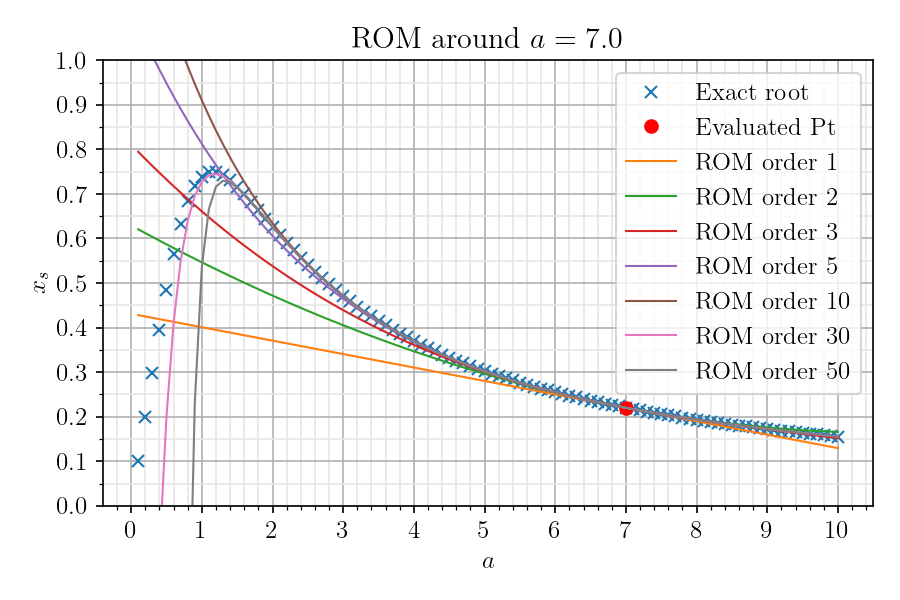 ROM around a = 7.0
1.0
0.9
0.8
0.7
0.6
0.5
0.4
0.3
0.2
0.1
0.0
x_s
Exact root
Evaluated Pt
ROM order 1
ROM order 2
ROM order 3
ROM order 5
ROM order 10
ROM order 30
ROM order 50
0 1 2 3 4 5 6 7 8 9 10
a